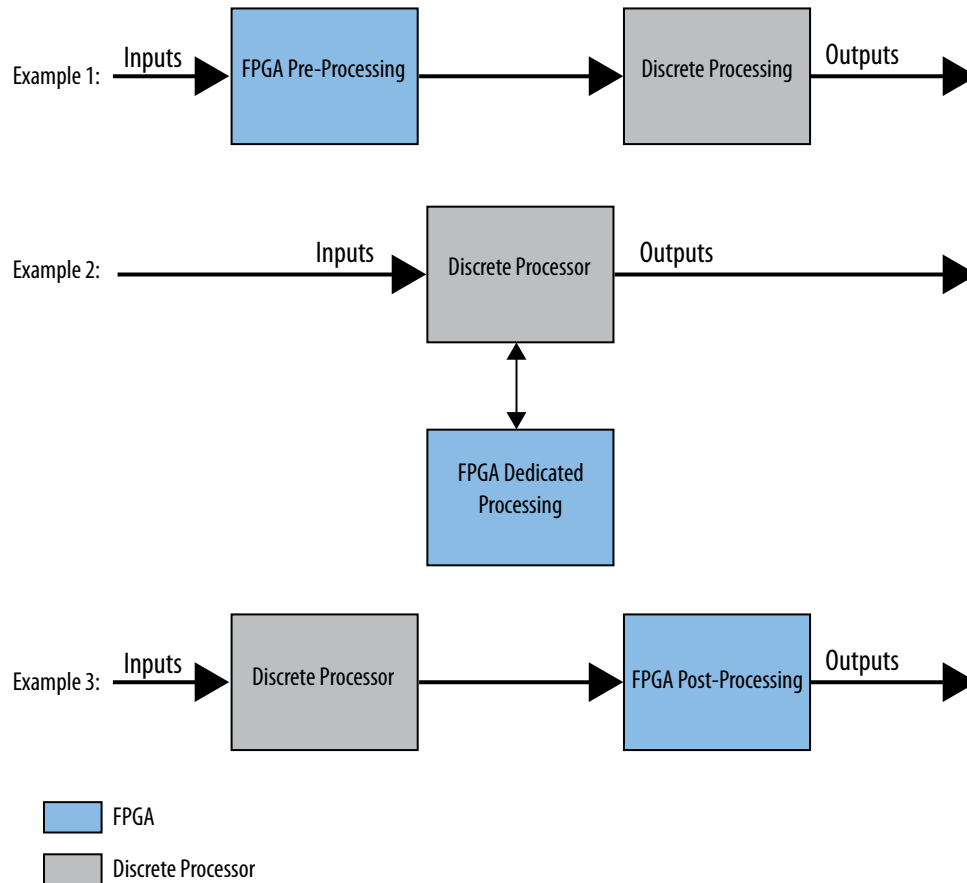 Example 1:
Inputs
FPGA Pre-Processing
Discrete Processing
Outputs
Example 2:
Inputs
Discrete Processor
Outputs
FPGA Dedicated
Processing
Example 3:
Inputs
Discrete Processor
FPGA Post-Processing
Outputs
FPGA
Discrete Processor